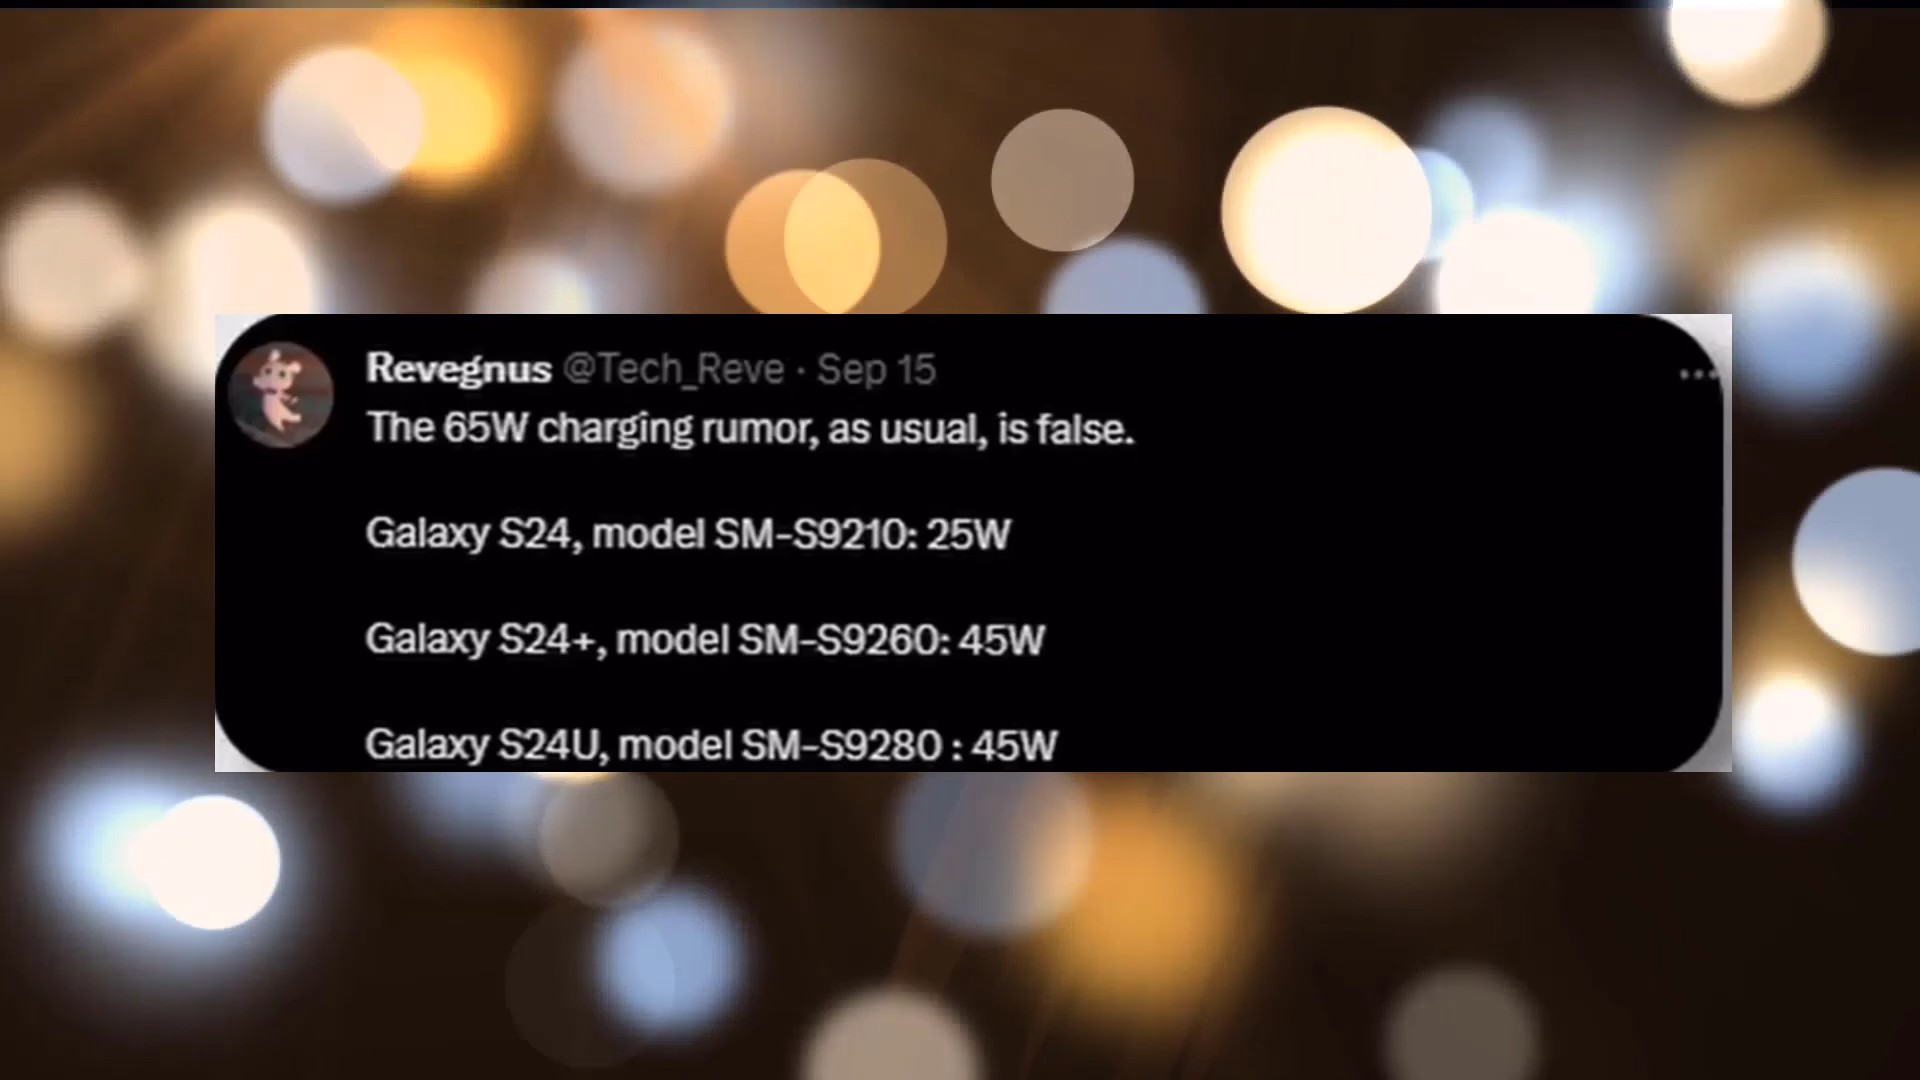 Revegnus @Tech_Reve · Sep 15
The 65W charging rumor, as usual, is false.
Galaxy S24, model SM-S9210: 25W
Galaxy S24+, model SM-S9260: 45W
Galaxy S24U, model SM-S9280 : 45W